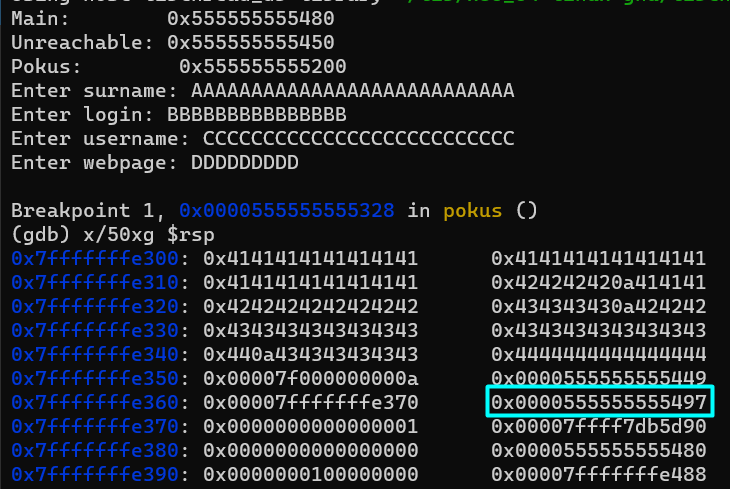 Main:         0x555555555480
Unreachable: 0x555555555450
Pokus:         0x555555555200
Enter surname: AAAAAAAAAAAAAAAAAAAAAAAAAAA
Enter login: BBBBBBBBBBBBBBB
Enter username: CCCCCCCCCCCCCCCCCCCCCCCCCC
Enter webpage: DDDDDDDDD
Breakpoint 1, 0x0000555555555328 in pokus ()
(gdb) x/50xg $rsp
0x7fffffffe300: 0x4141414141414141 0x4141414141414141
0x7fffffffe310: 0x4141414141414141 0x424242420a414141
0x7fffffffe320: 0x4242424242424242 0x434343430a424242
0x7fffffffe330: 0x4343434343434343 0x4343434343434343
0x7fffffffe340: 0x440a434343434343 0x4444444444444444
0x7fffffffe350: 0x00007f000000000a 0x0000555555555449
0x7fffffffe360: 0x00007fffffffe370 0x0000555555555497
0x7fffffffe370: 0x0000000000000001 0x00007ffff7db5d90
0x7fffffffe380: 0x0000000000000000 0x0000555555555480
0x7fffffffe390: 0x0000000100000000 0x00007fffffffe488